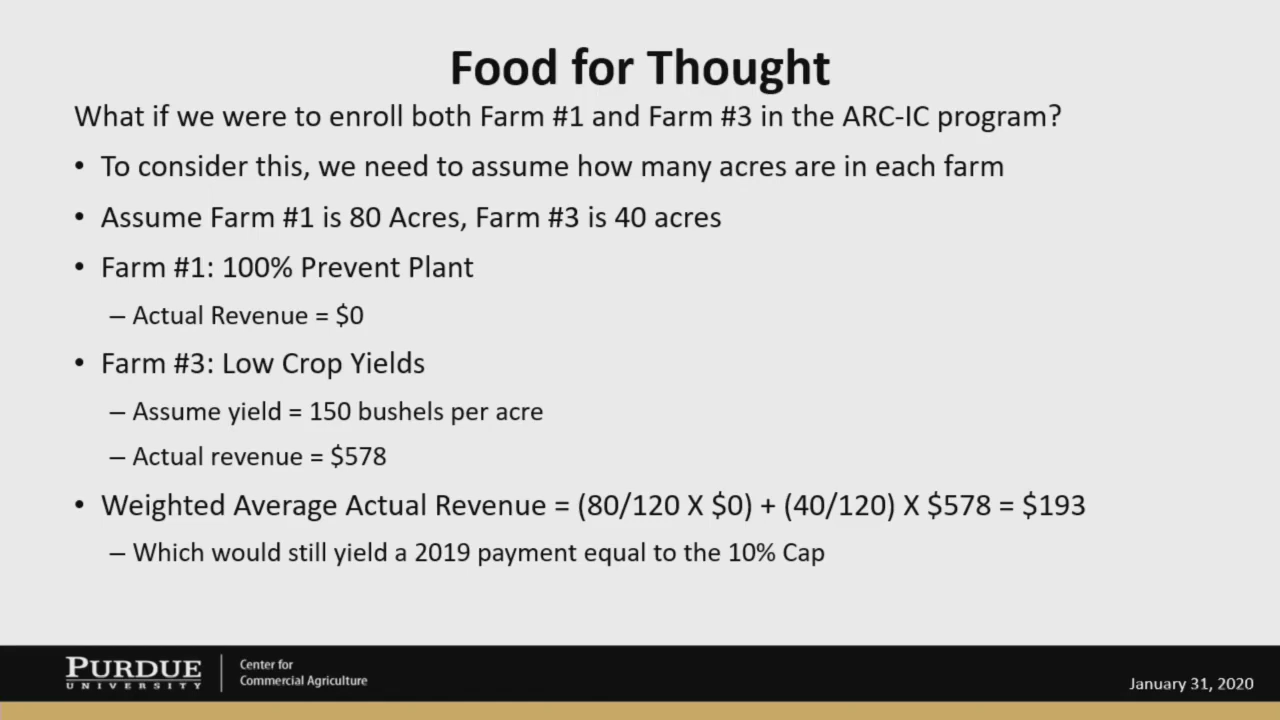 Food for Thought
What if we were to enroll both Farm #1 and Farm #3 in the ARC-IC program?
• To consider this, we need to assume how many acres are in each farm
• Assume Farm #1 is 80 Acres, Farm #3 is 40 acres
• Farm #1: 100% Prevent Plant
– Actual Revenue = $0
• Farm #3: Low Crop Yields
– Assume yield = 150 bushels per acre
– Actual revenue = $578
• Weighted Average Actual Revenue = (80/120 X $0) + (40/120) X $578 = $193
– Which would still yield a 2019 payment equal to the 10% Cap
PURDUE
UNIVERSITY
Center for
Commercial Agriculture
January 31, 2020